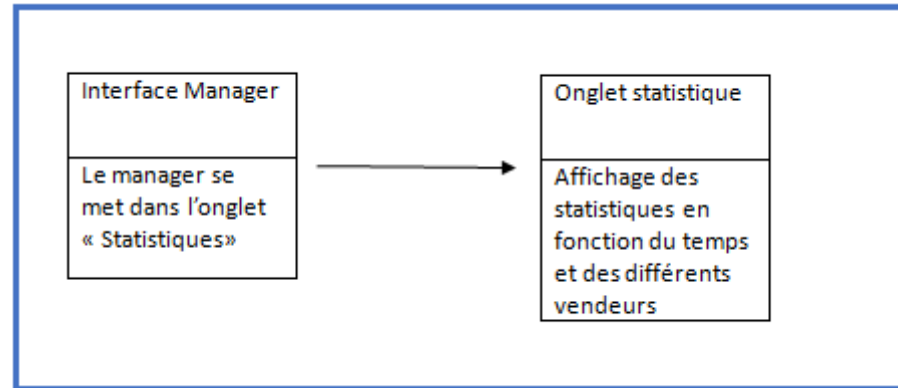 Interface Manager
Le manager se
met dans l'onglet
« Statistiques»
Onglet statistique
Affichage des
statistiques en
fonction du temps
et des différents
vendeurs